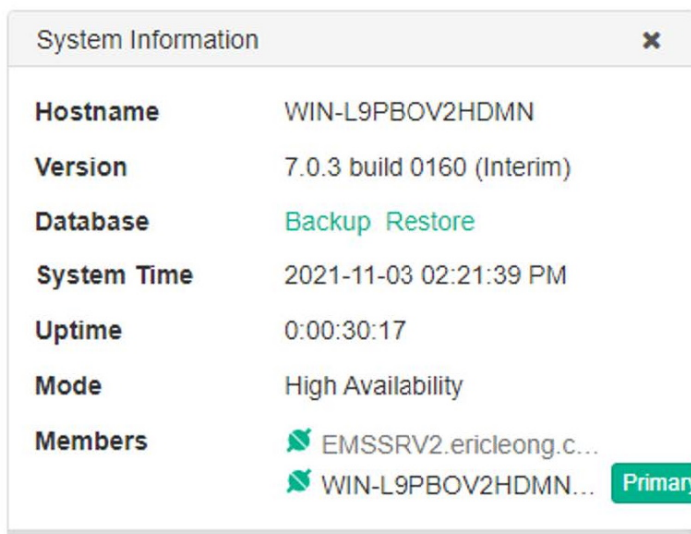 System Information
Hostname WIN-L9PBOV2HDMN
Version 7.0.3 build 0160 (Interim)
Database Backup Restore
System Time 2021-11-03 02:21:39 PM
Uptime 0:00:30:17
Mode High Availability
Members EMSSRV2.ericleong.c...
WIN-L9PBOV2HDMN... Primary